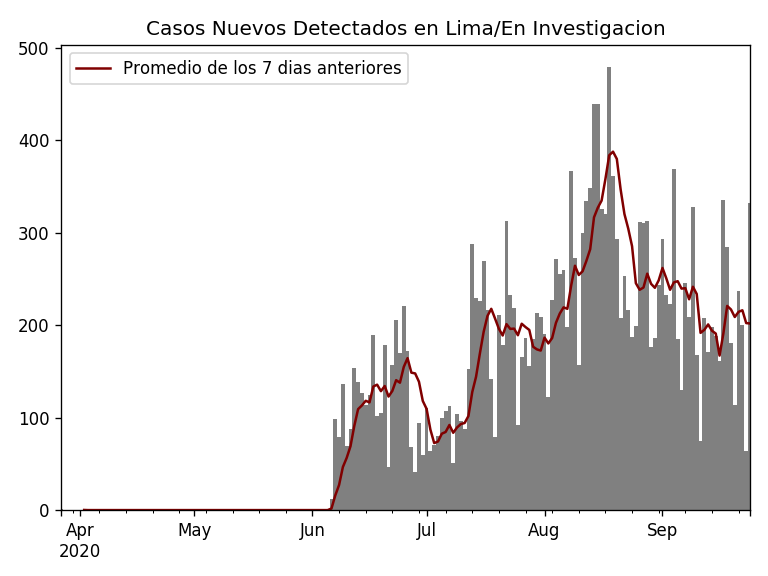 Casos Nuevos Detectados en Lima/En Investigacion
Promedio de los 7 dias anteriores
500
400
300
200
100
0
Apr May Jun Jul Aug Sep
2020